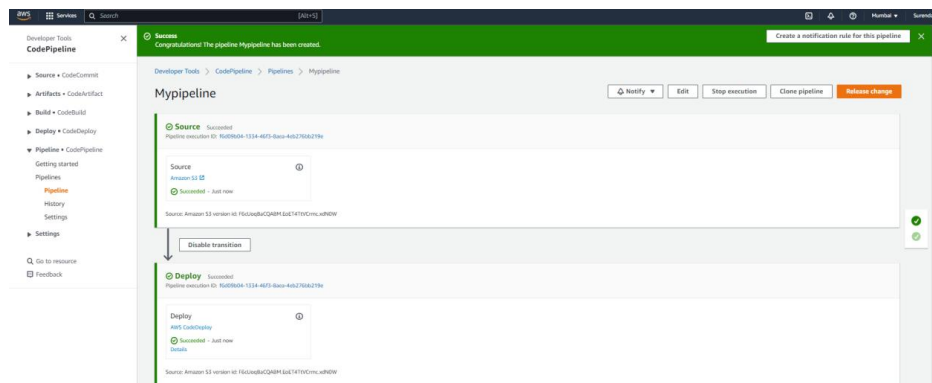 aws Services Search [Alt+S] Mumbai Surend
Developer Tools
CodePipeline
Source • CodeCommit
Artifacts • CodeArtifact
Build • CodeBuild
Deploy • CodeDeploy
Pipeline • CodePipeline
Getting started
Pipelines
Pipeline
History
Settings
Settings
Go to resource
Feedback
Success
Congratulations! The pipeline Mypipeline has been created.
Create a notification rule for this pipeline
Developer Tools > CodePipeline > Pipelines > Mypipeline
Mypipeline
Notify Edit Stop execution Clone pipeline Release change
Source Succeeded
Pipeline execution ID:
Source
Amazon S3
Succeeded - Just now
Source: Amazon S3 version id:
Disable transition
Deploy Succeeded
Pipeline execution ID:
Deploy
AWS CodeDeploy
Succeeded - Just now
Details
Source: Amazon S3 version id: